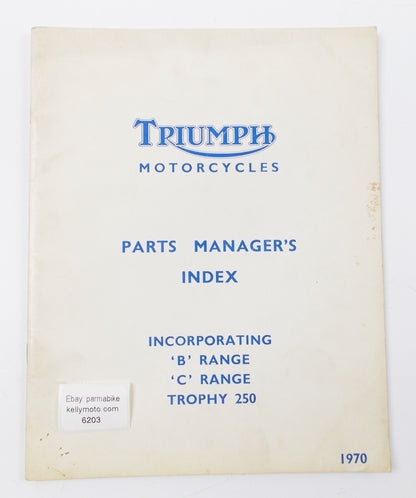 TRIUMPH
MOTORCYCLES
PARTS MANAGER'S
INDEX
INCORPORATING
'B' RANGE
'C' RANGE
TROPHY 250
Ebay parmabike
kellymoto.com
6203
1970